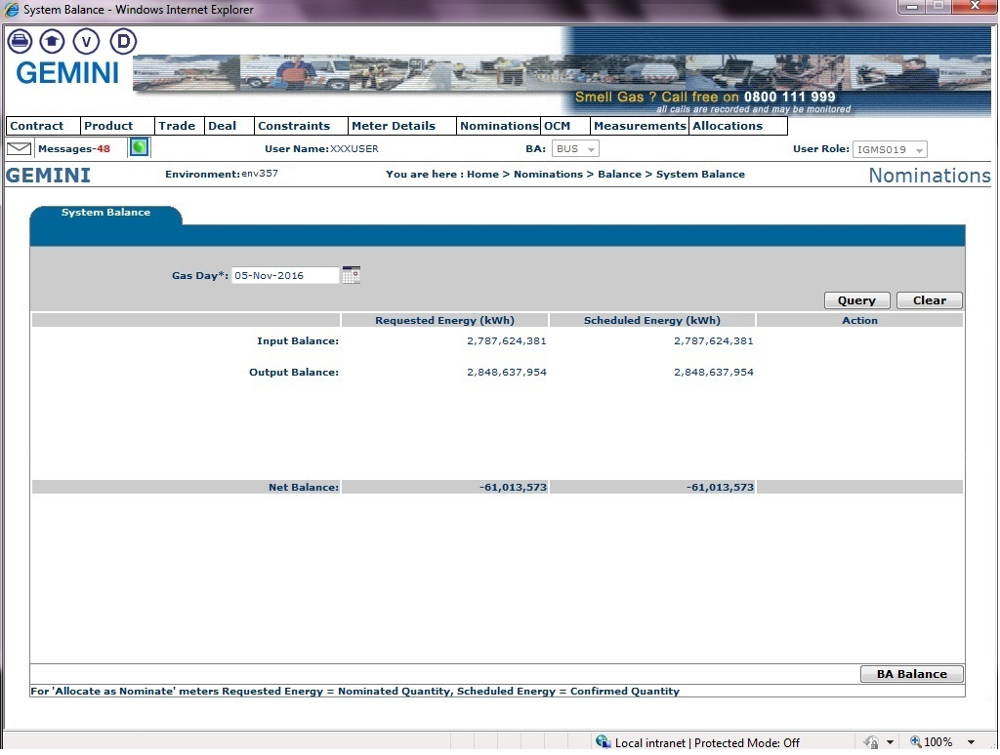 System Balance - Windows Internet Explorer
V D
GEMINI
Smell Gas ? Call free on 0800 111 999
all calls are recorded and may be monitored
Contract Product Trade Deal Constraints Meter Details Nominations OCM Measurements Allocations
Messages-48 User Name:XXXUSER BA: BUS User Role: IGMS019
GEMINI Environment:env357 You are here : Home > Nominations > Balance > System Balance Nominations
System Balance
Gas Day*: 05-Nov-2016
Query Clear
Requested Energy (kWh) Scheduled Energy (kWh) Action
Input Balance: 2,787,624,381 2,787,624,381
Output Balance: 2,848,637,954 2,848,637,954
Net Balance: -61,013,573 -61,013,573
BA Balance
For 'Allocate as Nominate' meters Requested Energy = Nominated Quantity, Scheduled Energy = Confirmed Quantity
Local intranet | Protected Mode: Off 100%